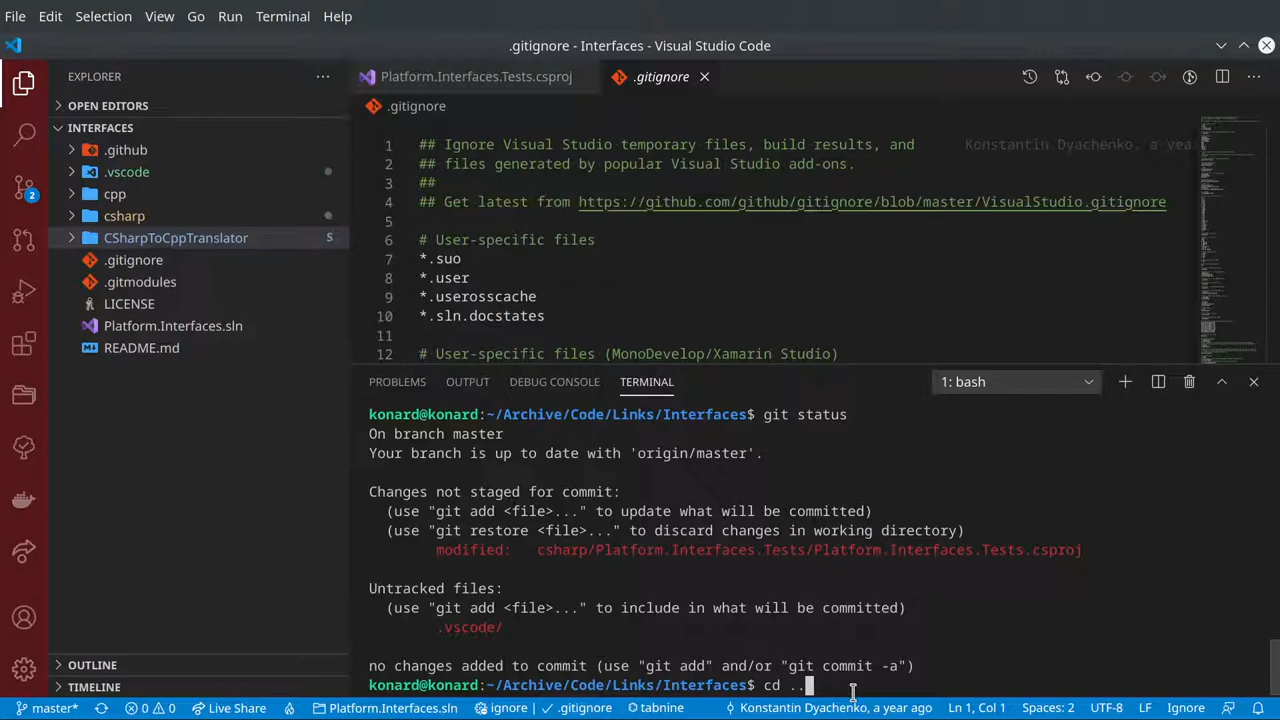 File Edit Selection View Go Run Terminal Help
.gitignore - Interfaces - Visual Studio Code
EXPLORER
Platform.Interfaces.Tests.csproj
.gitignore
OPEN EDITORS
.gitignore
INTERFACES
.github
.vscode
cpp
csharp
CSharpToCppTranslator S
.gitignore
.gitmodules
LICENSE
Platform.Interfaces.sln
README.md
OUTLINE
TIMELINE
2
1 ## Ignore Visual Studio temporary files, build results, and Konstantin Dyachenko, a yea
2 ## files generated by popular Visual Studio add-ons.
3 ##
4 ## Get latest from https://github.com/github/gitignore/blob/master/VisualStudio.gitignore
5
6 # User-specific files
7 *.suo
8 *.user
9 *.userosscache
10 *.sln.docstates
11
12 # User-specific files (MonoDevelop/Xamarin Studio)
PROBLEMS OUTPUT DEBUG CONSOLE TERMINAL 1: bash
konard@konard:~/Archive/Code/Links/Interfaces$ git status
On branch master
Your branch is up to date with 'origin/master'.
Changes not staged for commit:
(use "git add <file>..." to update what will be committed)
(use "git restore <file>..." to discard changes in working directory)
modified: csharp/Platform.Interfaces.Tests/Platform.Interfaces.Tests.csproj
Untracked files:
(use "git add <file>..." to include in what will be committed)
.vscode/
no changes added to commit (use "git add" and/or "git commit -a")
konard@konard:~/Archive/Code/Links/Interfaces$ cd ..
master* 0 0 Live Share Platform.Interfaces.sln ignore | .gitignore tabnine Konstantin Dyachenko, a year ago Ln 1, Col 1 Spaces: 2 UTF-8 LF Ignore